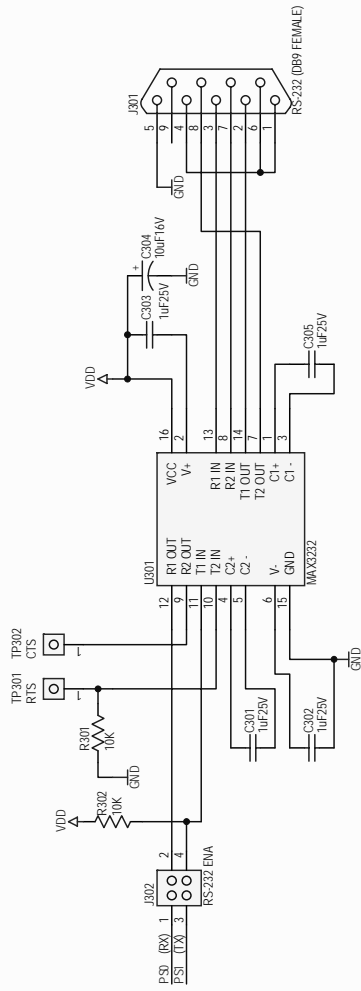 J301
5
9
4
8
3
7
2
6
1
RS-232 (DB9 FEMALE)
GND
C304
10uF16V
+
GND
C303
1uF25V
VDD
C305
1uF25V
16
2
13
8
14
7
1
3
VCC
V+
R1 IN
R2 IN
T1 OUT
T2 OUT
C1+
C1 -
U301
MAX3232
R1 OUT
R2 OUT
T1 IN
T2 IN
C2+
C2 -
V-
GND
12
9
11
10
4
5
6
15
TP302
CTS
1
TP301
RTS
1
R301
10K
GND
C301
1uF25V
C302
1uF25V
GND
VDD
R302
10K
J302
2
4
1
3
RS-232 ENA
PS0 (RX)
PS1 (TX)